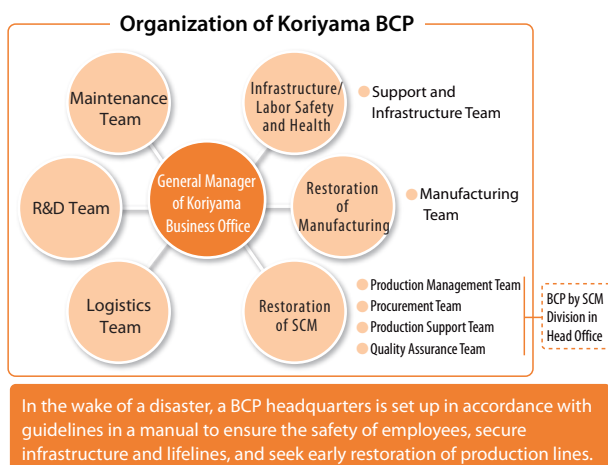 Organization of Koriyama BCP
Maintenance
Team
Infrastructure/
Labor Safety
and Health
Support and
Infrastructure Team
R&D Team
General Manager
of Koriyama
Business Office
Restoration
of
Manufacturing
Manufacturing
Team
Logistics
Team
Restoration
of SCM
Production Management Team
Procurement Team
Production Support Team
Quality Assurance Team
BCP by SCM
Division in
Head Office
In the wake of a disaster, a BCP headquarters is set up in accordance with
guidelines in a manual to ensure the safety of employees, secure
infrastructure and lifelines, and seek early restoration of production lines.